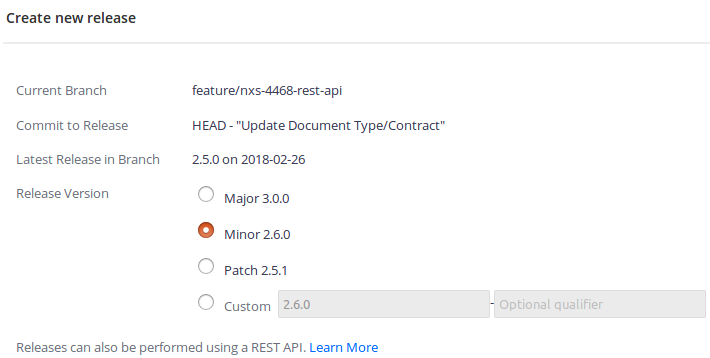 Create new release
Current Branch feature/nxs-4468-rest-api
Commit to Release HEAD - "Update Document Type/Contract"
Latest Release in Branch 2.5.0 on 2018-02-26
Release Version Major 3.0.0
Minor 2.6.0
Patch 2.5.1
Custom 2.6.0 - Optional qualifier
Releases can also be performed using a REST API. Learn More